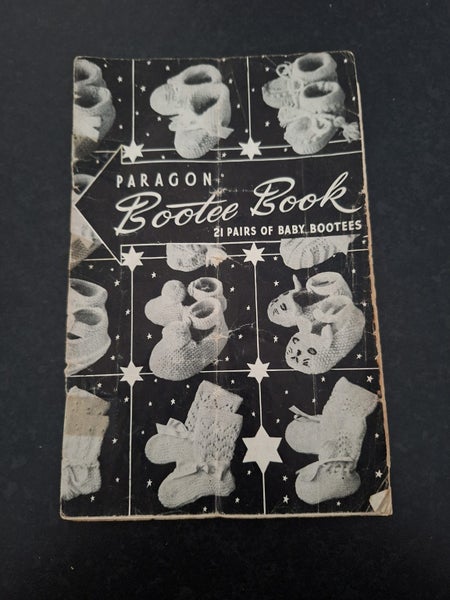 PARAGON
Bootee Book
21 PAIRS OF BABY BOOTEES